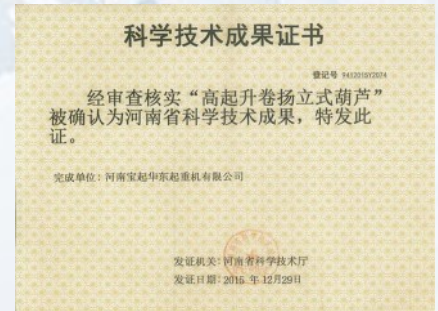 科学技术成果证书
登记号 9412015Y2074
经审查核实“高起升卷扬立式葫芦”
被确认为河南省科学技术成果，特发此
证。
完成单位：河南宝起华东起重机有限公司
发证机关：河南省科学技术厅
发证日期：2015 年 12月29日